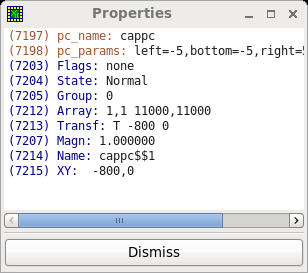 Properties
(7197) pc_name: cappc
(7198) pc_params: left=-5,bottom=-5,right=
(7203) Flags: none
(7204) State: Normal
(7205) Group: 0
(7212) Array: 1,1 11000,11000
(7213) Transf: T -800 0
(7207) Magn: 1.000000
(7214) Name: cappc$$1
(7215) XY:  -800,0
Dismiss